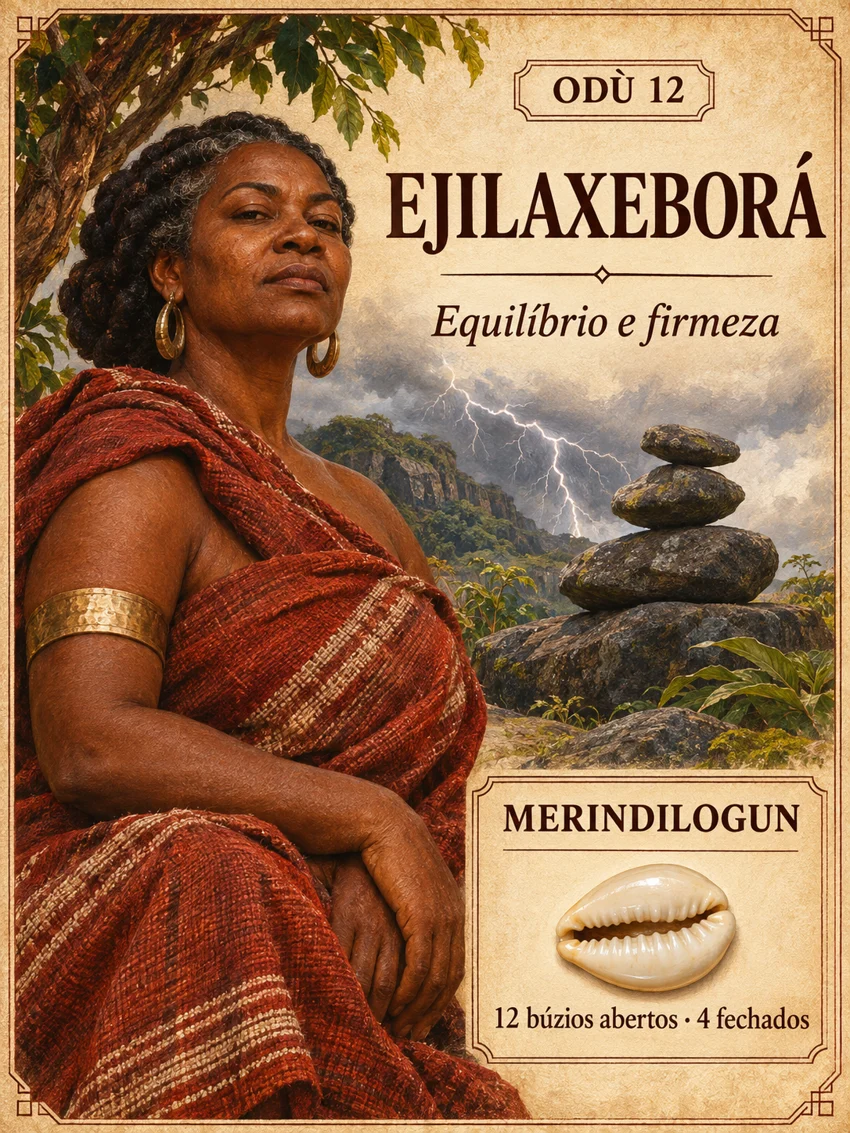 ODÙ 12
EJILAXEBORÁ
Equilíbrio e firmeza
MERINDILOGUN
12 búzios abertos · 4 fechados